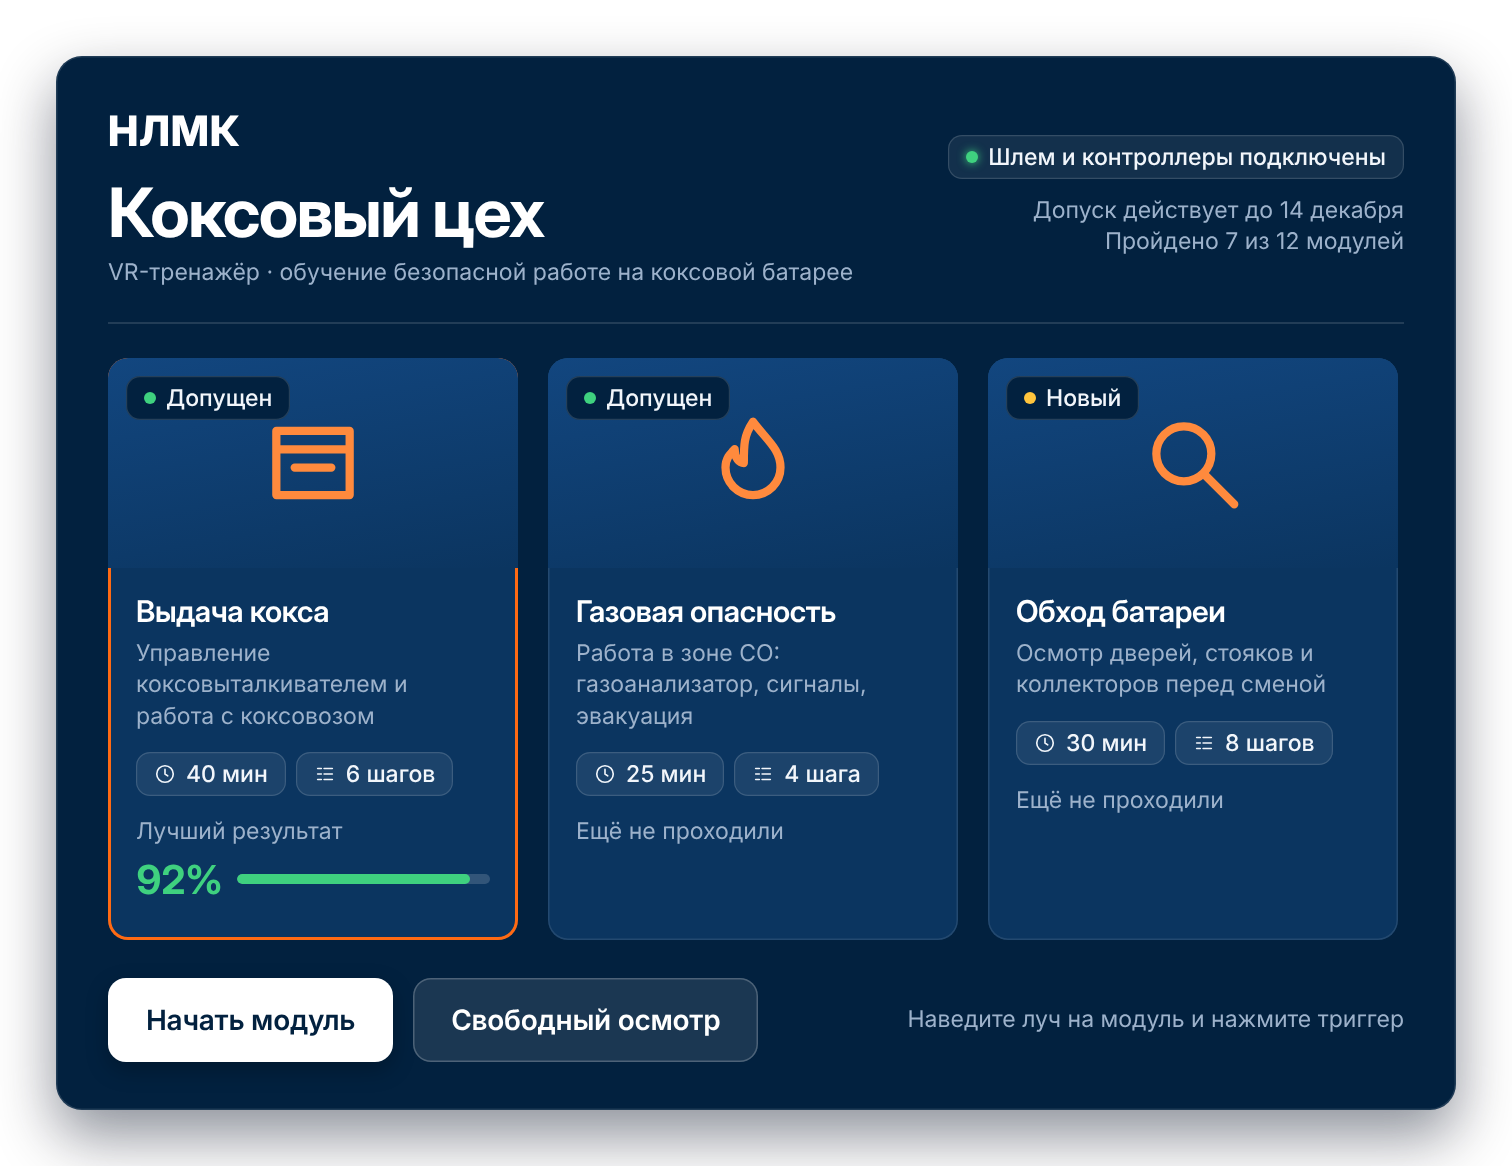 НЛМК
Коксовый цех
VR-тренажёр · обучение безопасной работе на коксовой батарее
Шлем и контроллеры подключены
Допуск действует до 14 декабря
Пройдено 7 из 12 модулей
Допущен
Выдача кокса
Управление
коксовыталкивателем и
работа с коксовозом
40 мин
6 шагов
Лучший результат
92%
Допущен
Газовая опасность
Работа в зоне CO:
газоанализатор, сигналы,
эвакуация
25 мин
4 шага
Ещё не проходили
Новый
Обход батареи
Осмотр дверей, стояков и
коллекторов перед сменой
30 мин
8 шагов
Ещё не проходили
Начать модуль
Свободный осмотр
Наведите луч на модуль и нажмите триггер